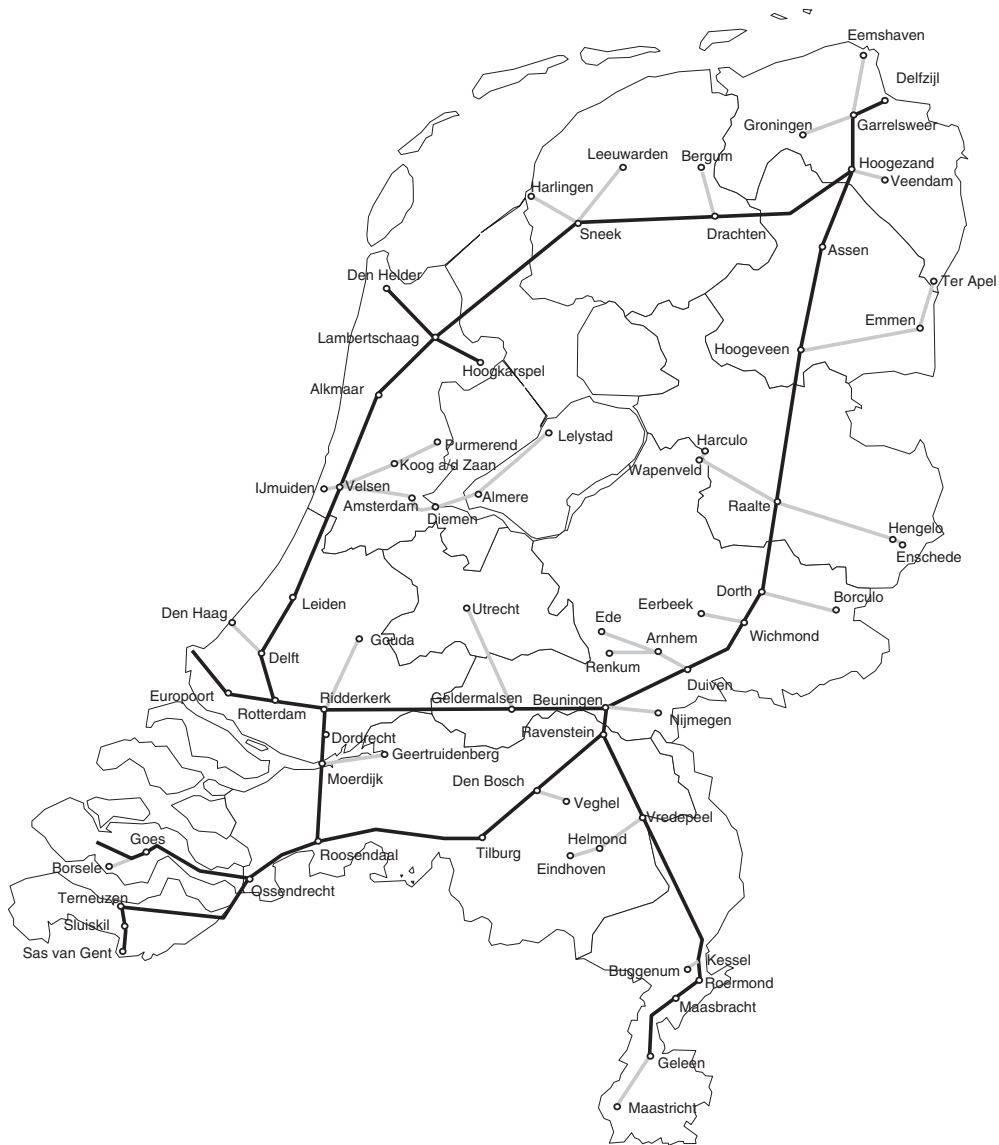 Eemshaven
Delfzijl
Groningen
Garrelsweer
Leeuwarden
Bergum
Hoogezand
Veendam
Harlingen
Sneek
Drachten
Assen
Den Helder
Ter Apel
Emmen
Lambertschaag
Hoogeveen
Hoogkarspel
Alkmaar
Purmerend
Lelystad
Harculo
Koog a/d Zaan
Wapenveld
IJmuiden
Velsen
Amsterdam
Almere
Diemen
Raalte
Hengelo
Enschede
Dorth
Borculo
Leiden
Den Haag
Utrecht
Eerbeek
Ede
Wichmond
Gouda
Arnhem
Delft
Renkum
Duiven
Europoort
Rotterdam
Ridderkerk
Geldermalsen
Beuningen
Nijmegen
Dordrecht
Ravenstein
Geertruidenberg
Moerdijk
Den Bosch
Veghel
Vredepeel
Goes
Helmond
Roosendaal
Tilburg
Eindhoven
Borsele
Ossendrecht
Terneuzen
Sluiskil
Sas van Gent
Kessel
Buggenum
Roermond
Maasbracht
Geleen
Maastricht